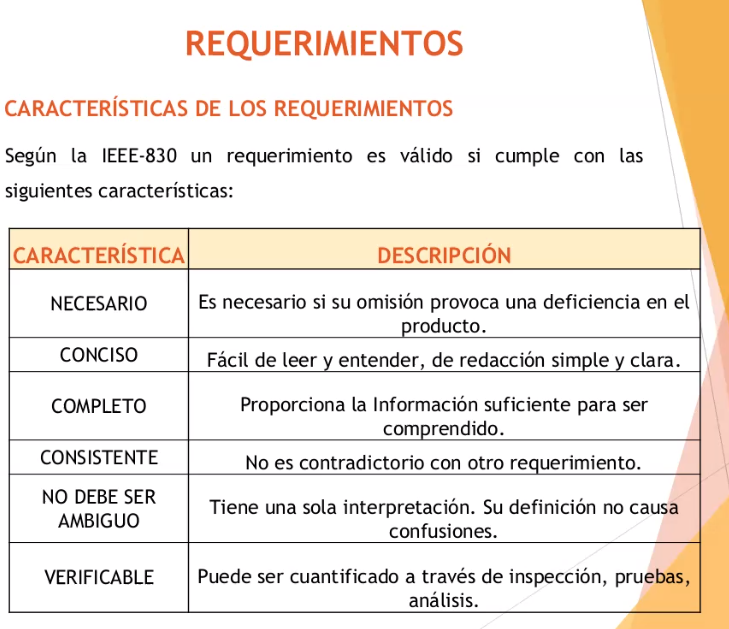 REQUERIMIENTOS
CARACTERÍSTICAS DE LOS REQUERIMIENTOS
Según la IEEE-830 un requerimiento es válido si cumple con las
siguientes características:
CARACTERÍSTICA DESCRIPCIÓN
NECESARIO
Es necesario si su omisión provoca una deficiencia en el
producto.
CONCISO
Fácil de leer y entender, de redacción simple y clara.
COMPLETO
Proporciona la Información suficiente para ser
comprendido.
CONSISTENTE
No es contradictorio con otro requerimiento.
NO DEBE SER
AMBIGUO
Tiene una sola interpretación. Su definición no causa
confusiones.
VERIFICABLE
Puede ser cuantificado a través de inspección, pruebas,
análisis.